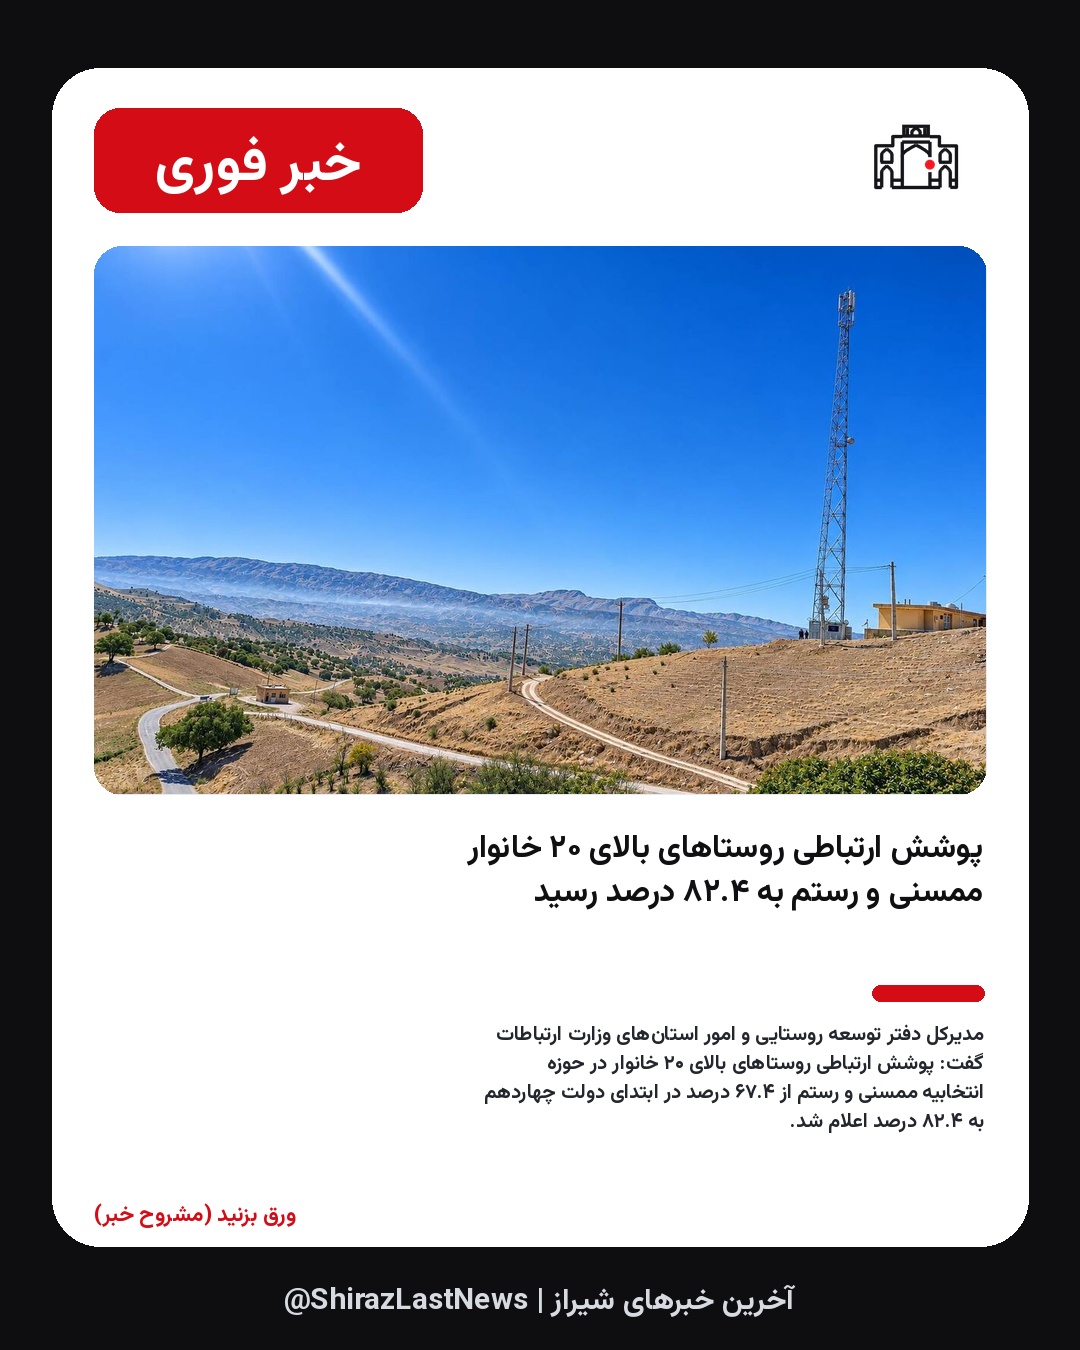 خبر فوری
پوشش ارتباطی روستاهای بالای ۲۰ خانوار
ممسنی و رستم به ۸۲.۴ درصد رسید
مدیرکل دفتر توسعه روستایی و امور استان‌های وزارت ارتباطات
گفت: پوشش ارتباطی روستاهای بالای ۲۰ خانوار در حوزه
انتخابیه ممسنی و رستم از ۶۷.۴ درصد در ابتدای دولت چهاردهم
به ۸۲.۴ درصد اعلام شد.
ورق بزنید (مشروح خبر)
آخرین خبرهای شیراز | ShirazLastNews@